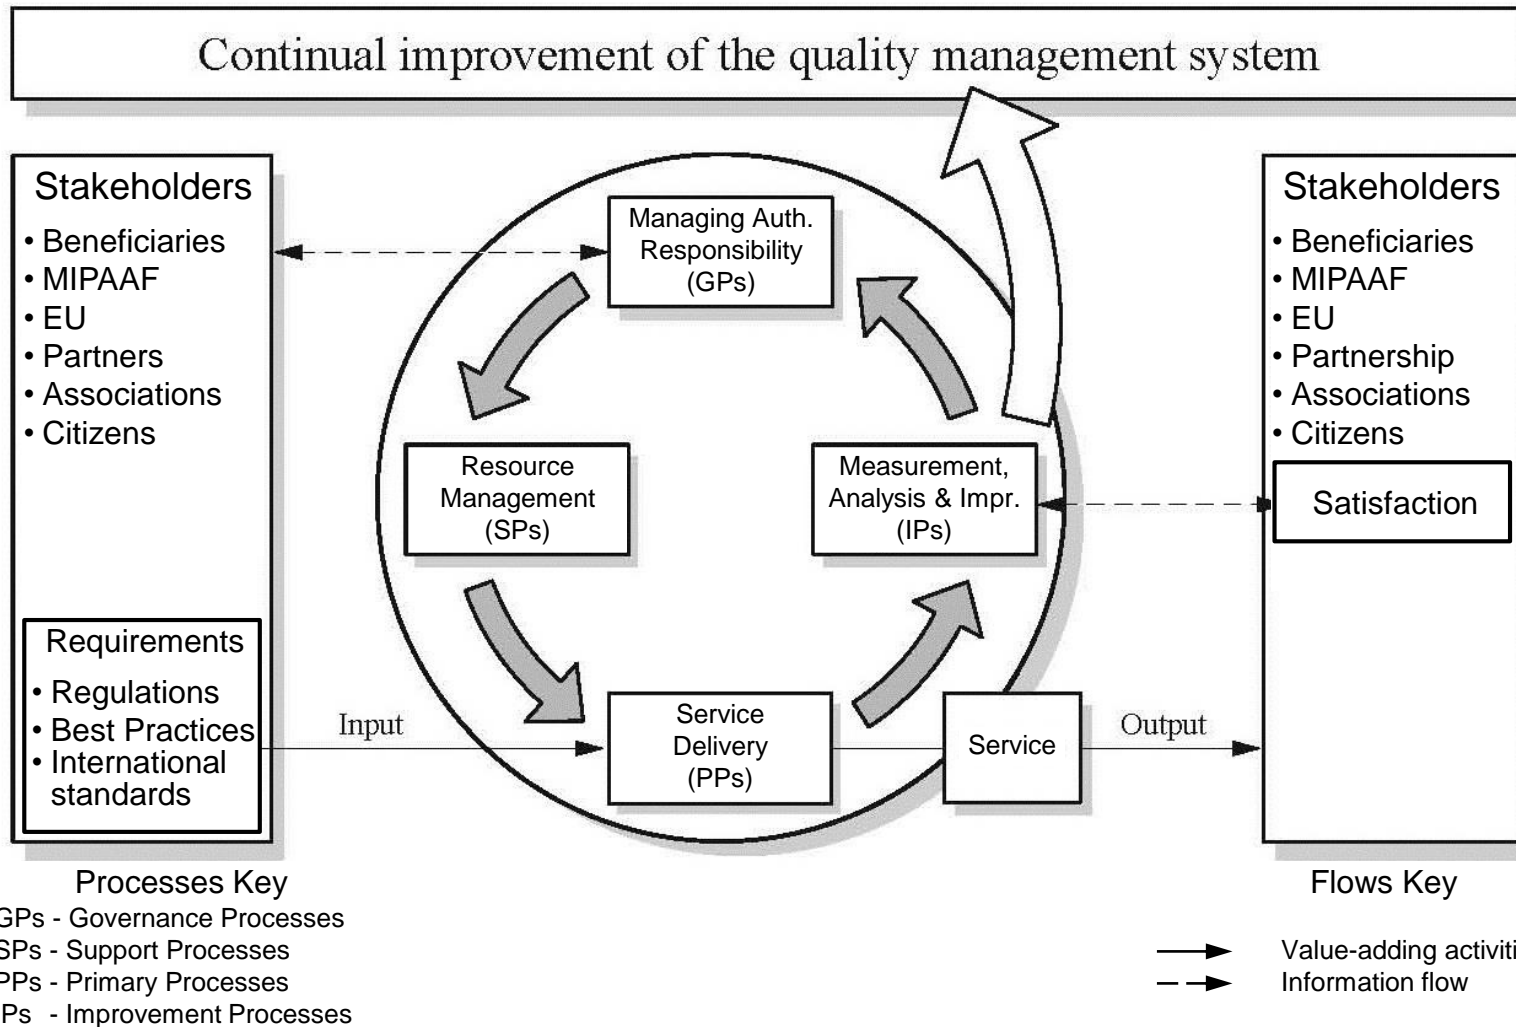 Continual improvement of the quality management system
Stakeholders
• Beneficiaries
• MIPAAF
• EU
• Partners
• Associations
• Citizens
Requirements
• Regulations
• Best Practices
• International
standards
Input
Managing Auth.
Responsibility
(GPs)
Resource
Management
(SPs)
Measurement,
Analysis & Impr.
(IPs)
Service
Delivery
(PPs)
Service
Output
Stakeholders
• Beneficiaries
• MIPAAF
• EU
• Partnership
• Associations
• Citizens
Satisfaction
Processes Key
GPs - Governance Processes
SPs - Support Processes
PPs - Primary Processes
IPs - Improvement Processes
Flows Key
Value-adding activiti
Information flow